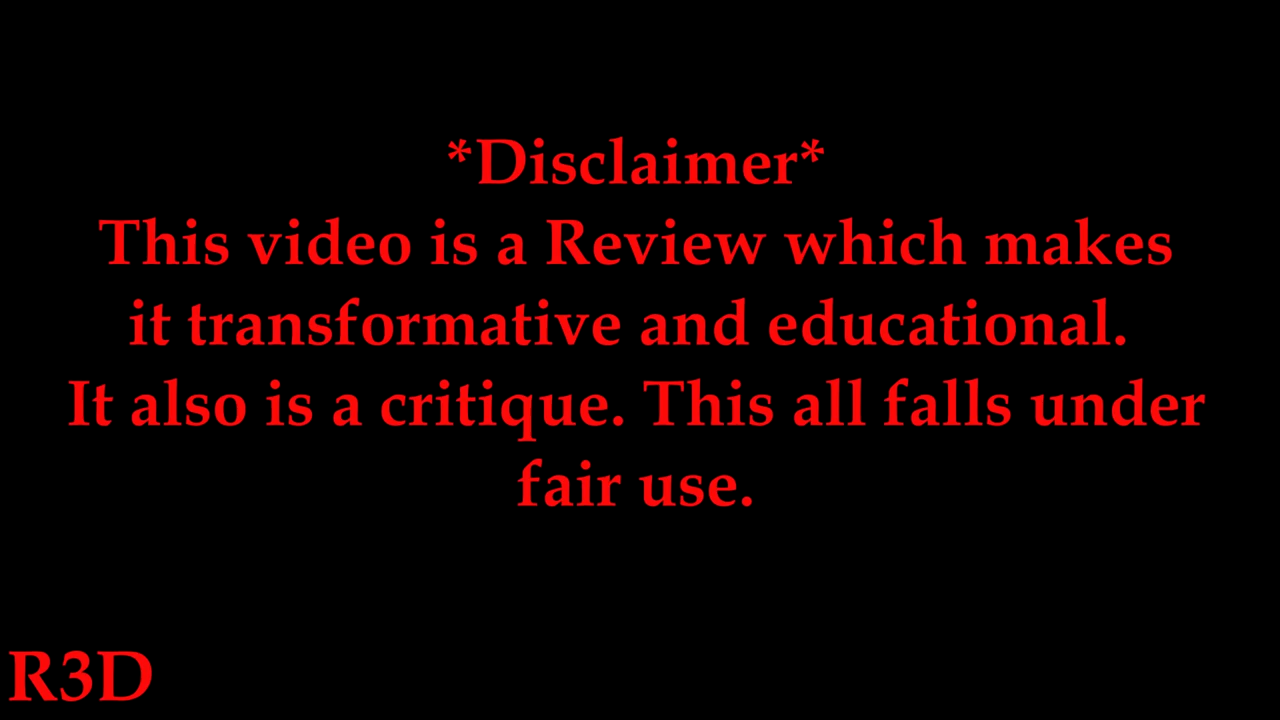 *Disclaimer*
This video is a Review which makes
it transformative and educational.
It also is a critique. This all falls under
fair use.
R3D